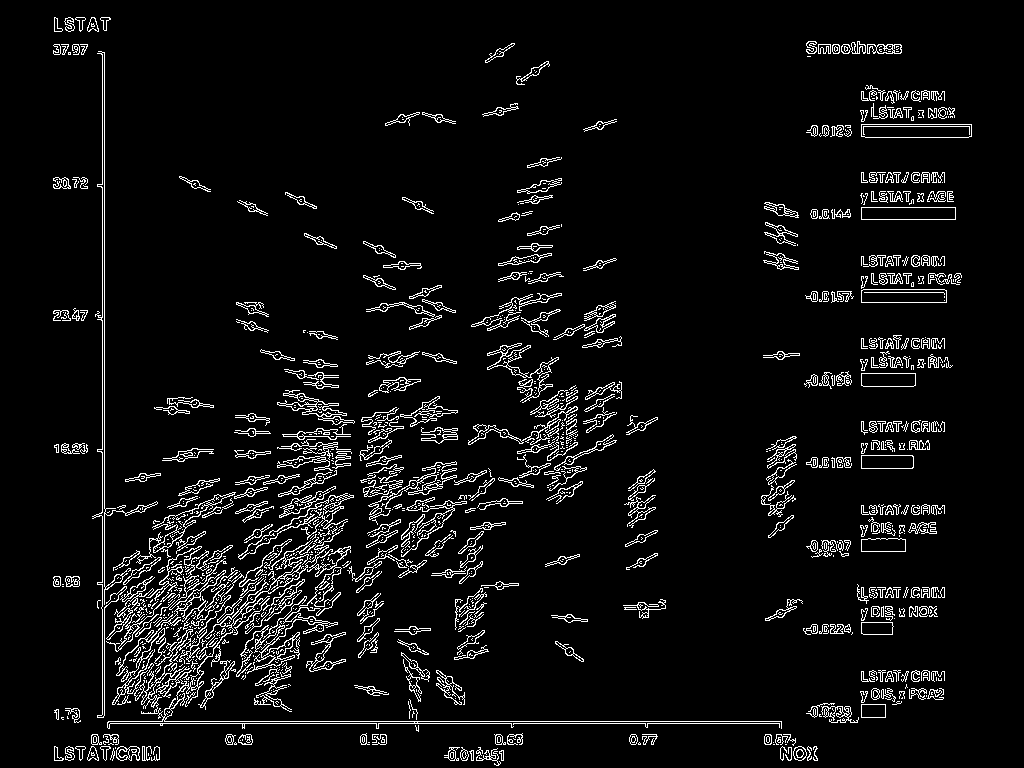 LSTAT
37.97
30.72
23.47
16.23
8.98
1.73
0.38
0.48
0.58
0.68
0.77
0.87
LSTAT/CRIM
-0.012451
NOX
Smoothness
LSTAT/CRIM
y LSTAT, x NOX
-0.0125
LSTAT/CRIM
y LSTAT, x AGE
-0.0144
LSTAT/CRIM
y LSTAT, x PCA2
-0.0157
LSTAT/CRIM
y LSTAT, x RM
LSTAT/CRIM
y DIS, x RM
LSTAT/CRIM
y DIS, x AGE
-0.0207
LSTAT/CRIM
y DIS, x NOX
-0.0224
LSTAT/CRIM
y DIS, x PCA2